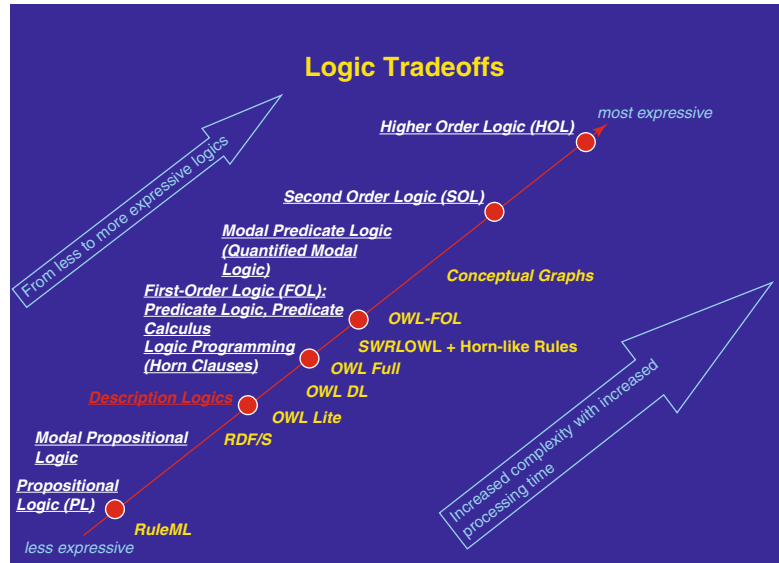 Logic Tradeoffs
From less to more expressive logics
most expressive
Higher Order Logic (HOL)
Second Order Logic (SOL)
Modal Predicate Logic
(Quantified Modal
Logic)
Conceptual Graphs
First-Order Logic (FOL):
Predicate Logic, Predicate
Calculus
OWL-FOL
Logic Programming
(Horn Clauses)
SWRLOWL + Horn-like Rules
OWL Full
OWL DL
Description Logics
OWL Lite
RDF/S
Modal Propositional
Logic
Propositional
Logic (PL)
RuleML
less expressive
Increased complexity with increased
processing time